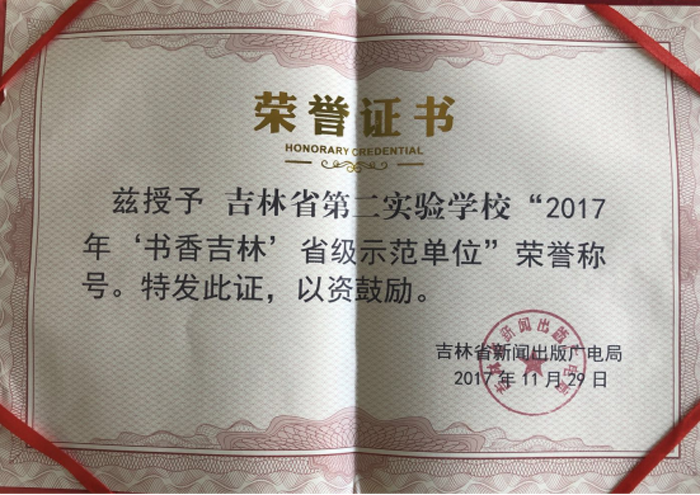 荣誉证书
HONORARY CREDENTIAL
兹授予 吉林省第二实验学校“2017
年‘书香吉林’省级示范单位”荣誉称
号。特发此证，以资鼓励。
吉林省新闻出版广电局
2017年11月29日